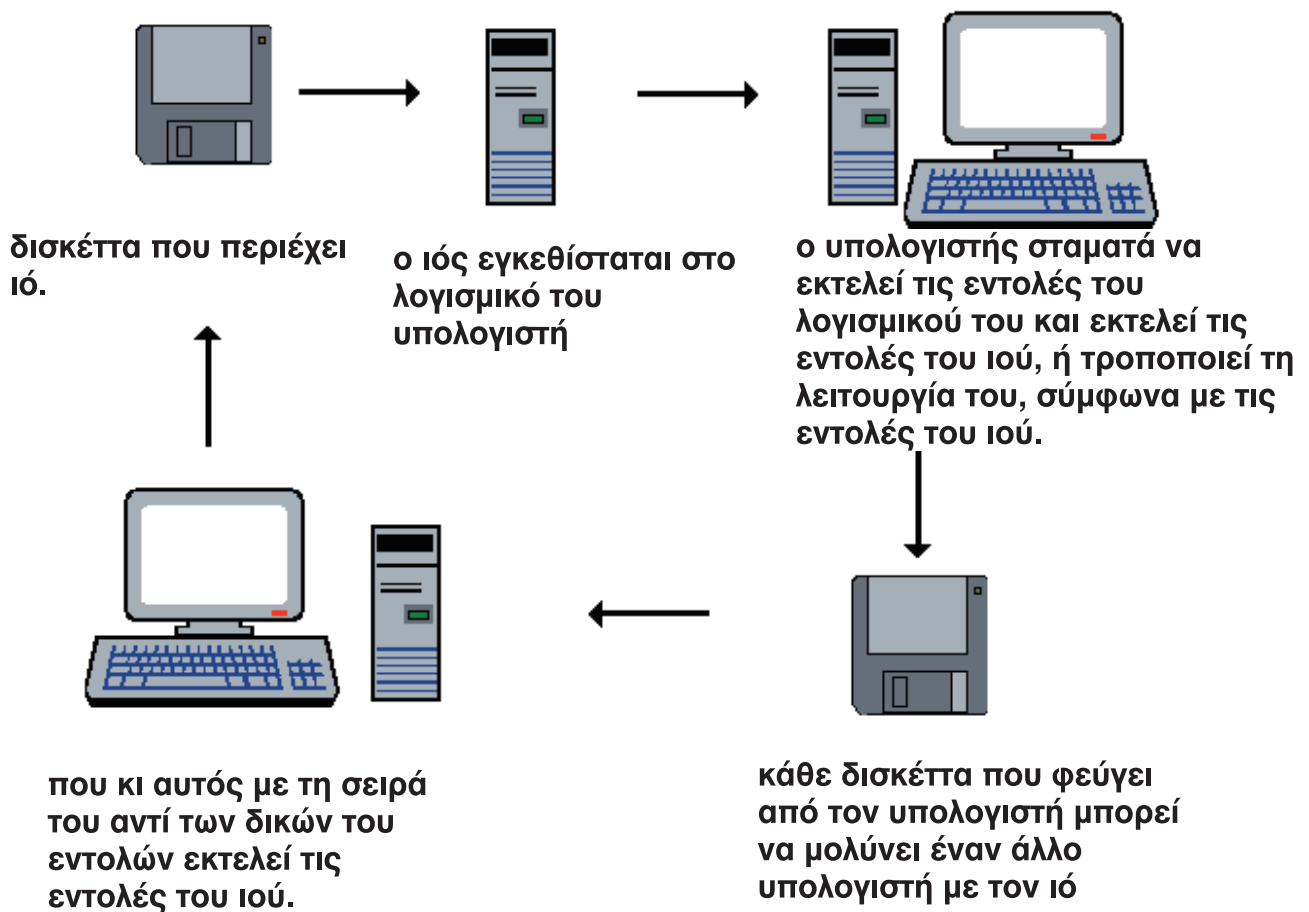 δισκέττα που περιέχει
ιό.
ο ιός εγκεθίσταται στο
λογισμικό του
υπολογιστή
ο υπολογιστής σταματά να
εκτελεί τις εντολές του
λογισμικού του και εκτελεί τις
εντολές του ιού, ή τροποποιεί τη
λειτουργία του, σύμφωνα με τις
εντολές του ιού.
κάθε δισκέττα που φεύγει
από τον υπολογιστή μπορεί
να μολύνει έναν άλλο
υπολογιστή με τον ιό
που κι αυτός με τη σειρά
του αντί των δικών του
εντολών εκτελεί τις
εντολές του ιού.